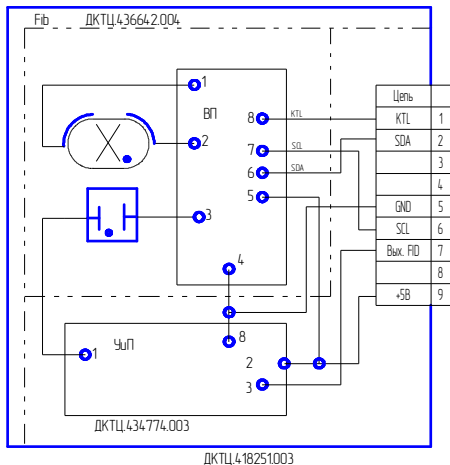 Fib ДКТЦ.436642.004
1
ВП
2
8
KTL
7
SCL
6
SDA
5
3
4
Цепь
KTL 1
SDA 2
3
4
GND 5
SCL 6
Вых. FID 7
8
+5В 9
УиП
1
8
2
3
ДКТЦ.434774.003
ДКТЦ.418251.003